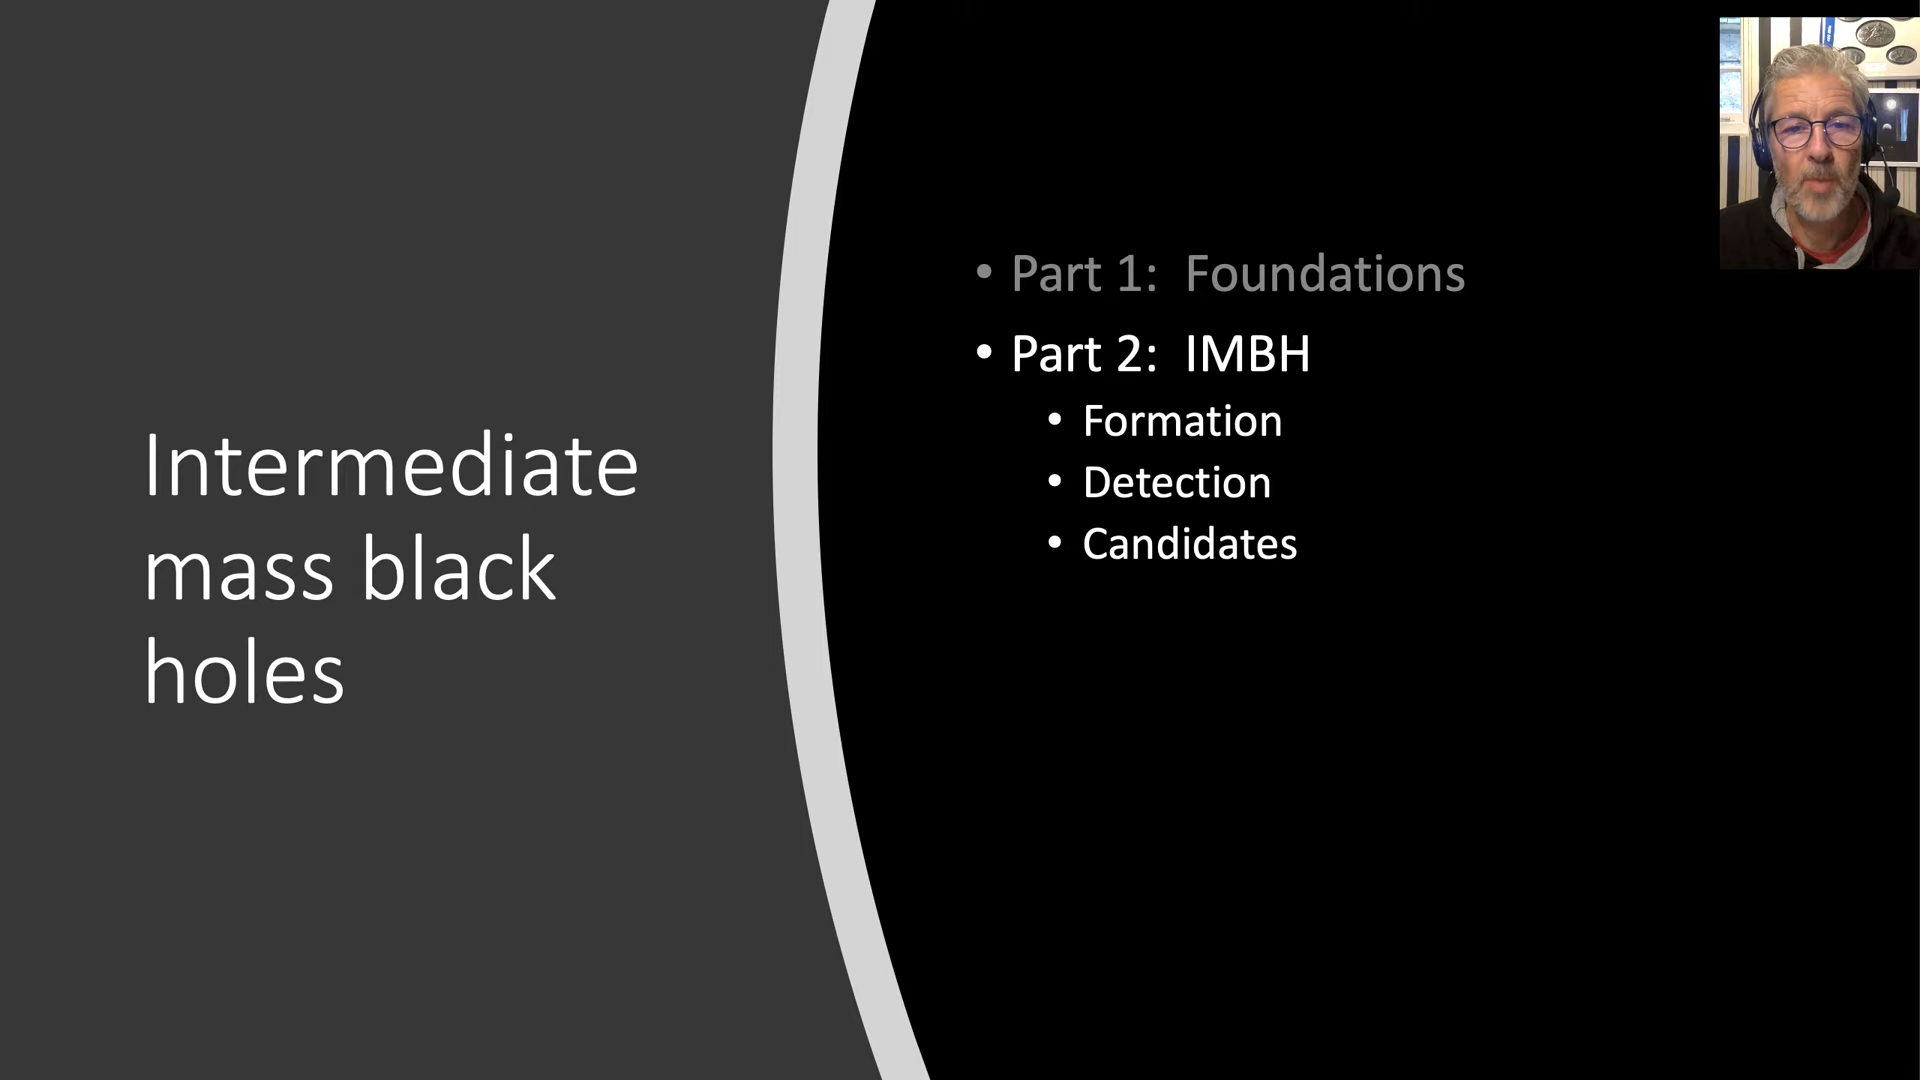 Intermediate
mass black
holes
• Part 1: Foundations
• Part 2: IMBH
• Formation
• Detection
• Candidates